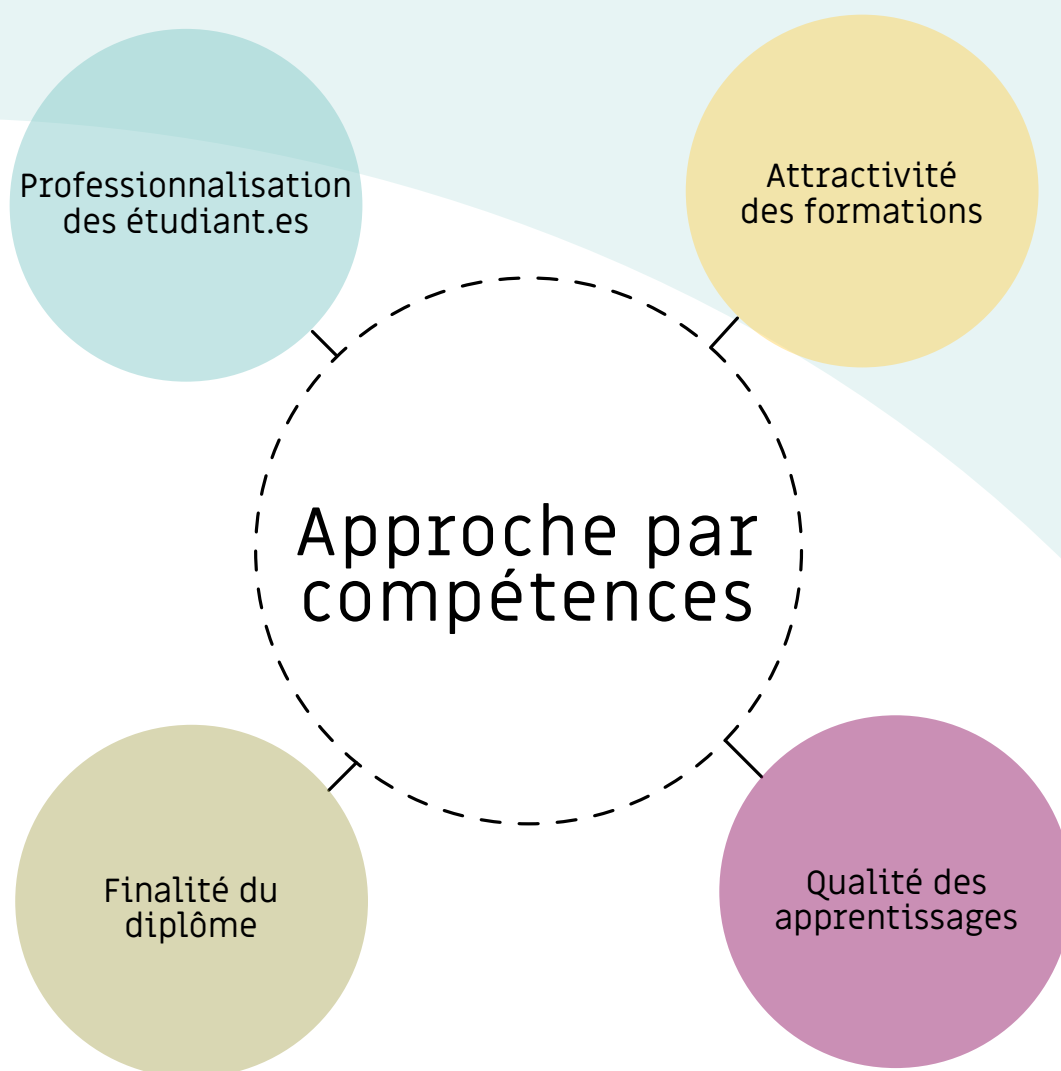 Professionnalisation
des étudiant.es
Attractivité
des formations
Approche par
compétences
Finalité du
diplôme
Qualité des
apprentissages